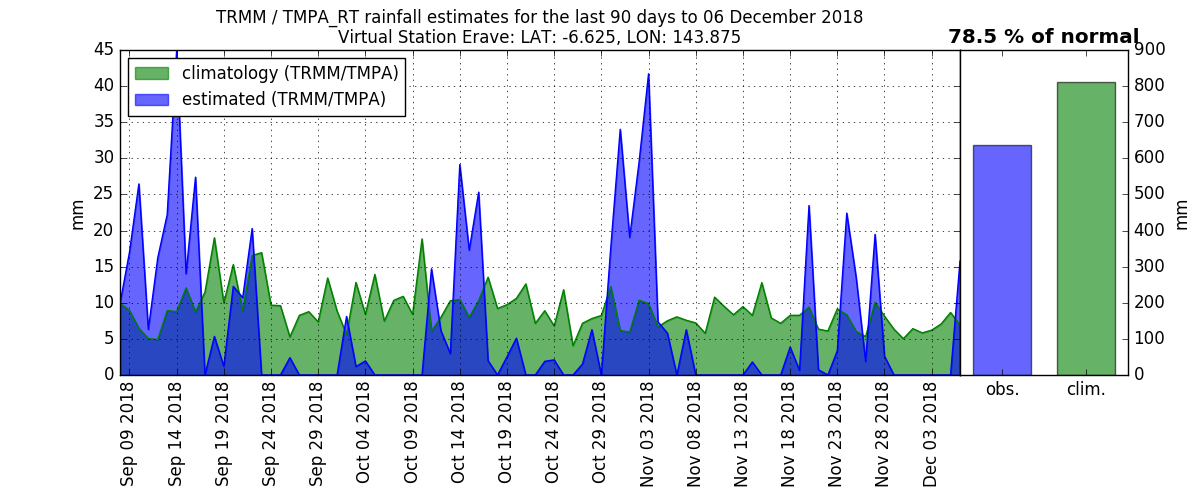 TRMM / TMPA_RT rainfall estimates for the last 90 days to 06 December 2018
Virtual Station Erave: LAT: -6.625, LON: 143.875
78.5 % of normal
climatology (TRMM/TMPA)
estimated (TRMM/TMPA)
45
40
35
30
25
20
15
10
5
0
mm
Sep 09 2018
Sep 14 2018
Sep 19 2018
Sep 24 2018
Sep 29 2018
Oct 04 2018
Oct 09 2018
Oct 14 2018
Oct 19 2018
Oct 24 2018
Oct 29 2018
Nov 03 2018
Nov 08 2018
Nov 13 2018
Nov 18 2018
Nov 23 2018
Nov 28 2018
Dec 03 2018
obs.
clim.
900
800
700
600
500
400
300
200
100
0
mm